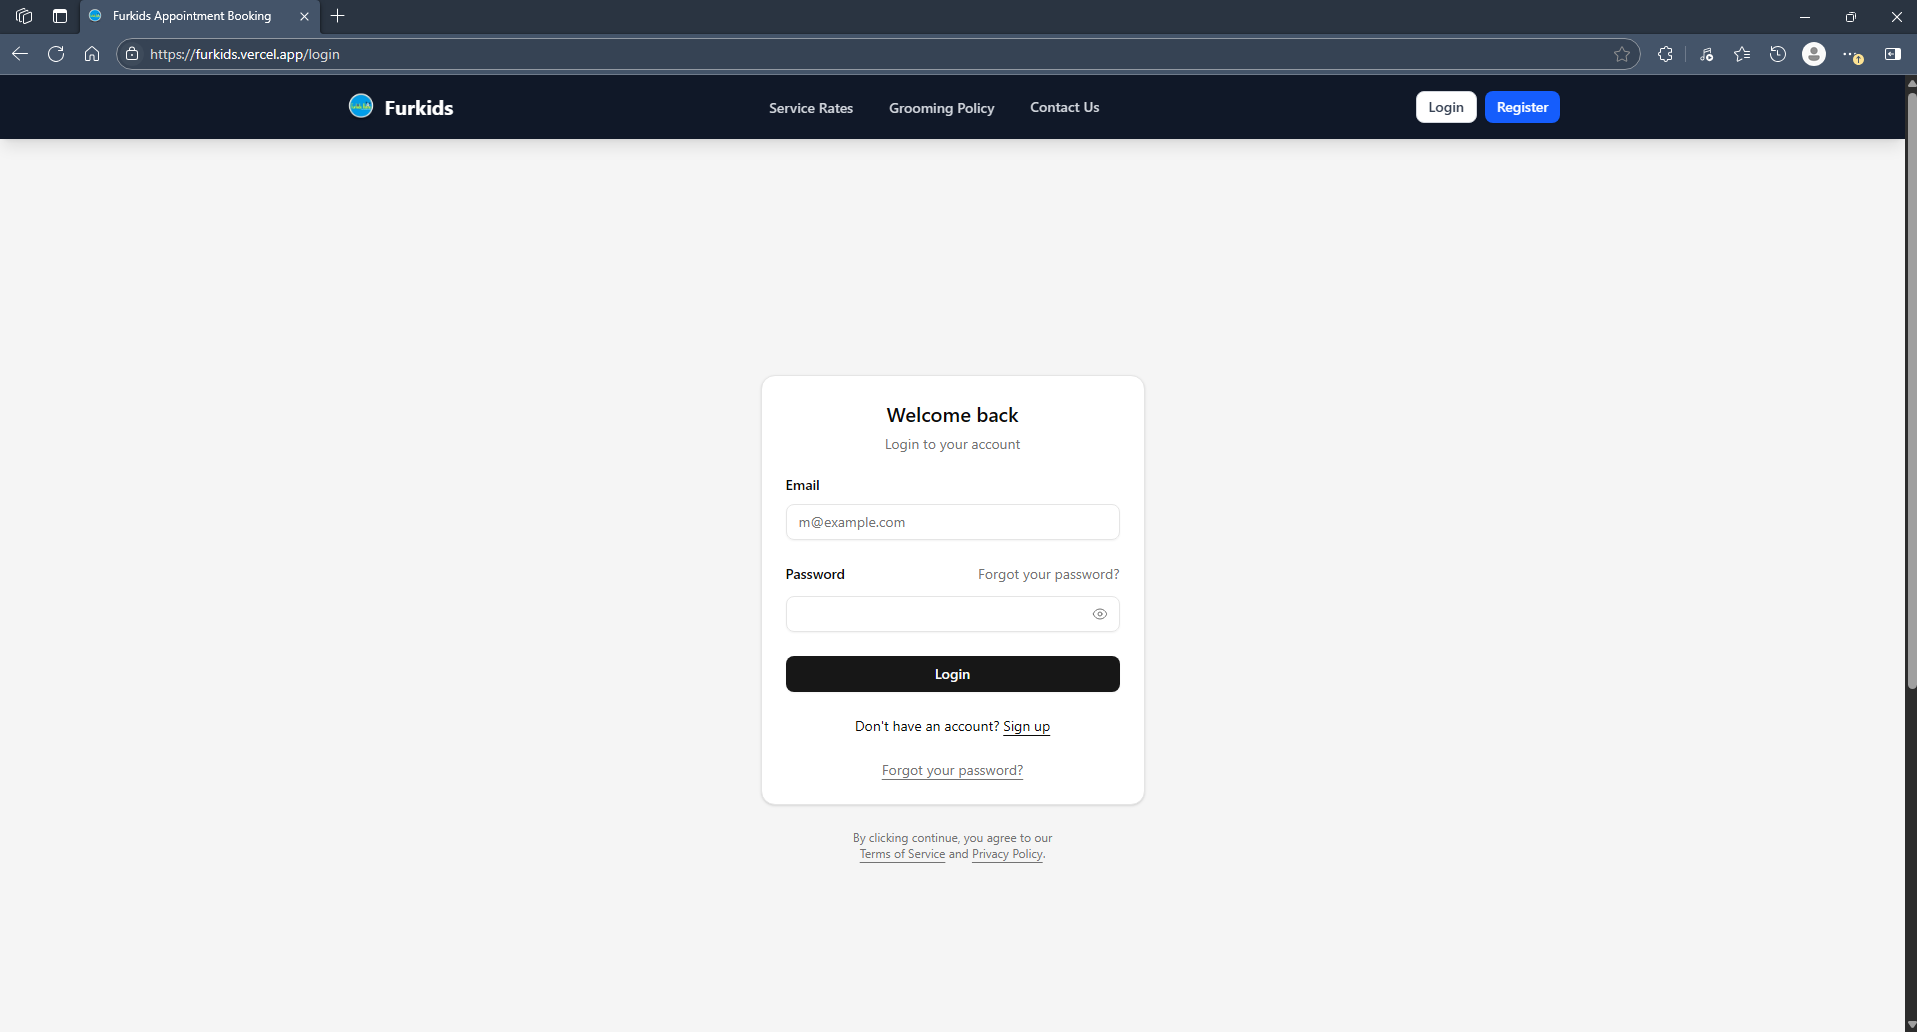 Furkids Appointment Booking
https://furkids.vercel.app/login
Furkids
Service Rates
Grooming Policy
Contact Us
Login
Register
Welcome back
Login to your account
Email
m@example.com
Password
Forgot your password?
Login
Don't have an account? Sign up
Forgot your password?
By clicking continue, you agree to our
Terms of Service and Privacy Policy.